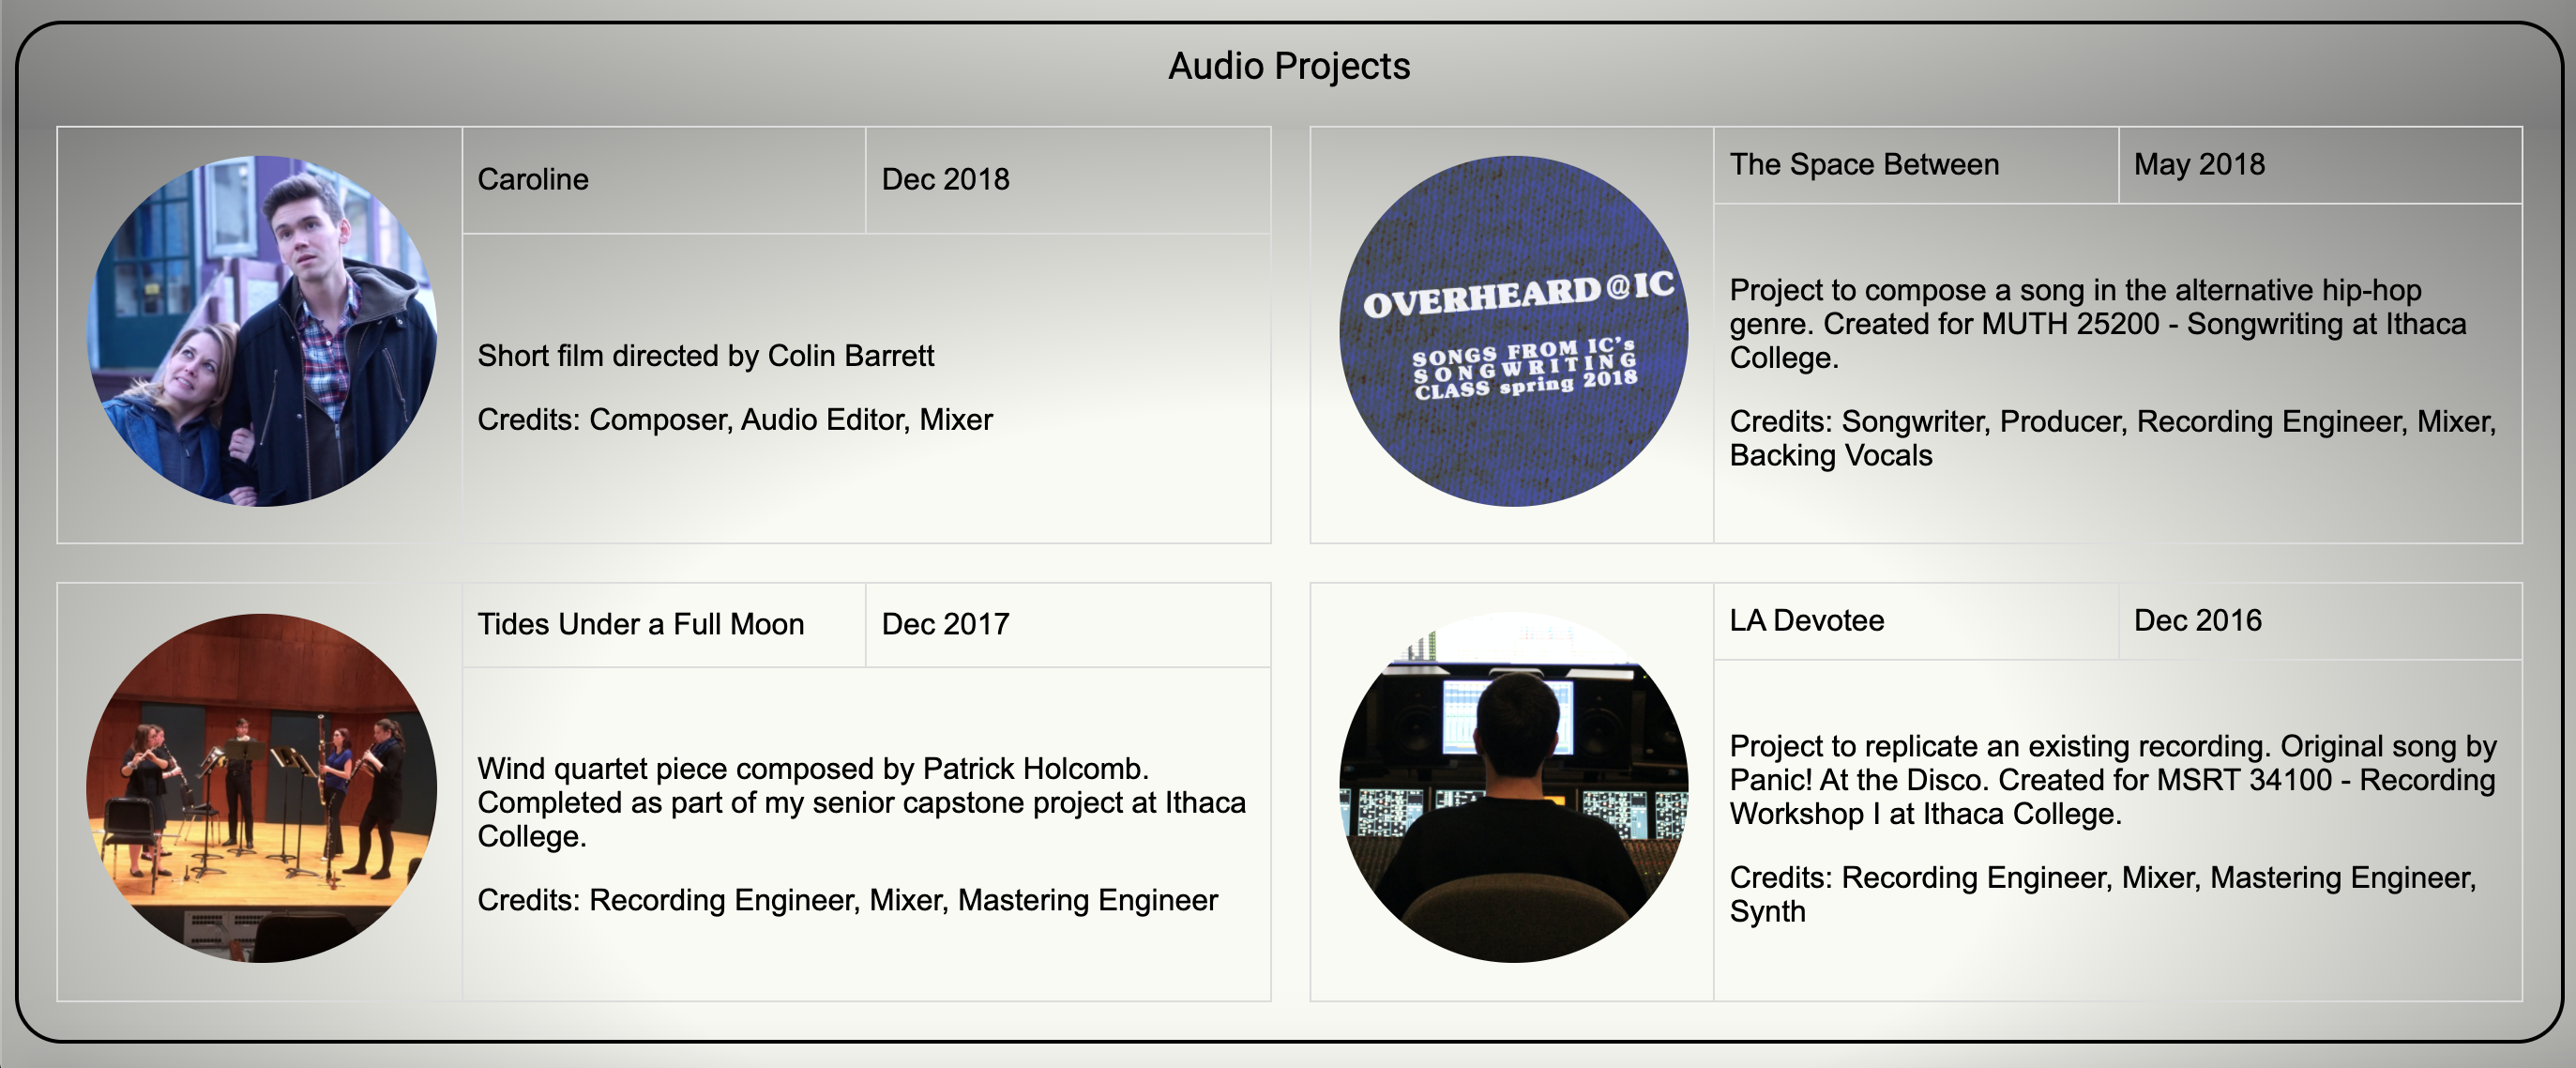 Audio Projects
Caroline
Dec 2018
Short film directed by Colin Barrett
Credits: Composer, Audio Editor, Mixer
OVERHEARD@IC
SONGS FROM IC's
SONGWRITING
CLASS spring 2018
The Space Between
May 2018
Project to compose a song in the alternative hip-hop
genre. Created for MUTH 25200 - Songwriting at Ithaca
College.
Credits: Songwriter, Producer, Recording Engineer, Mixer,
Backing Vocals
Tides Under a Full Moon
Dec 2017
Wind quartet piece composed by Patrick Holcomb.
Completed as part of my senior capstone project at Ithaca
College.
Credits: Recording Engineer, Mixer, Mastering Engineer
LA Devotee
Dec 2016
Project to replicate an existing recording. Original song by
Panic! At the Disco. Created for MSRT 34100 - Recording
Workshop I at Ithaca College.
Credits: Recording Engineer, Mixer, Mastering Engineer,
Synth